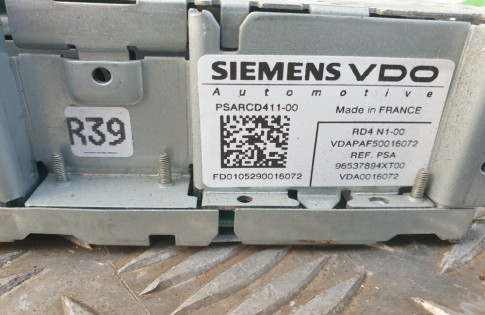 SIEMENS VDO
Automotive
PSARCD411-00
Made in FRANCE
R39
RD4 N1-00
VDAPAF50016072
REF. PSA
96537894XT00
VDA0016072
FD0105290016072